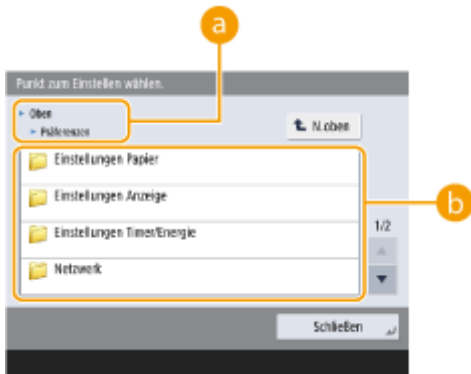 a
Punkt zum Einstellen wählen.
Oben
Präferenzen
N.oben
Einstellungen Papier
Einstellungen Anzeige
Einstellungen Timer/Energie
Netzwerk
b
1/2
Schließen